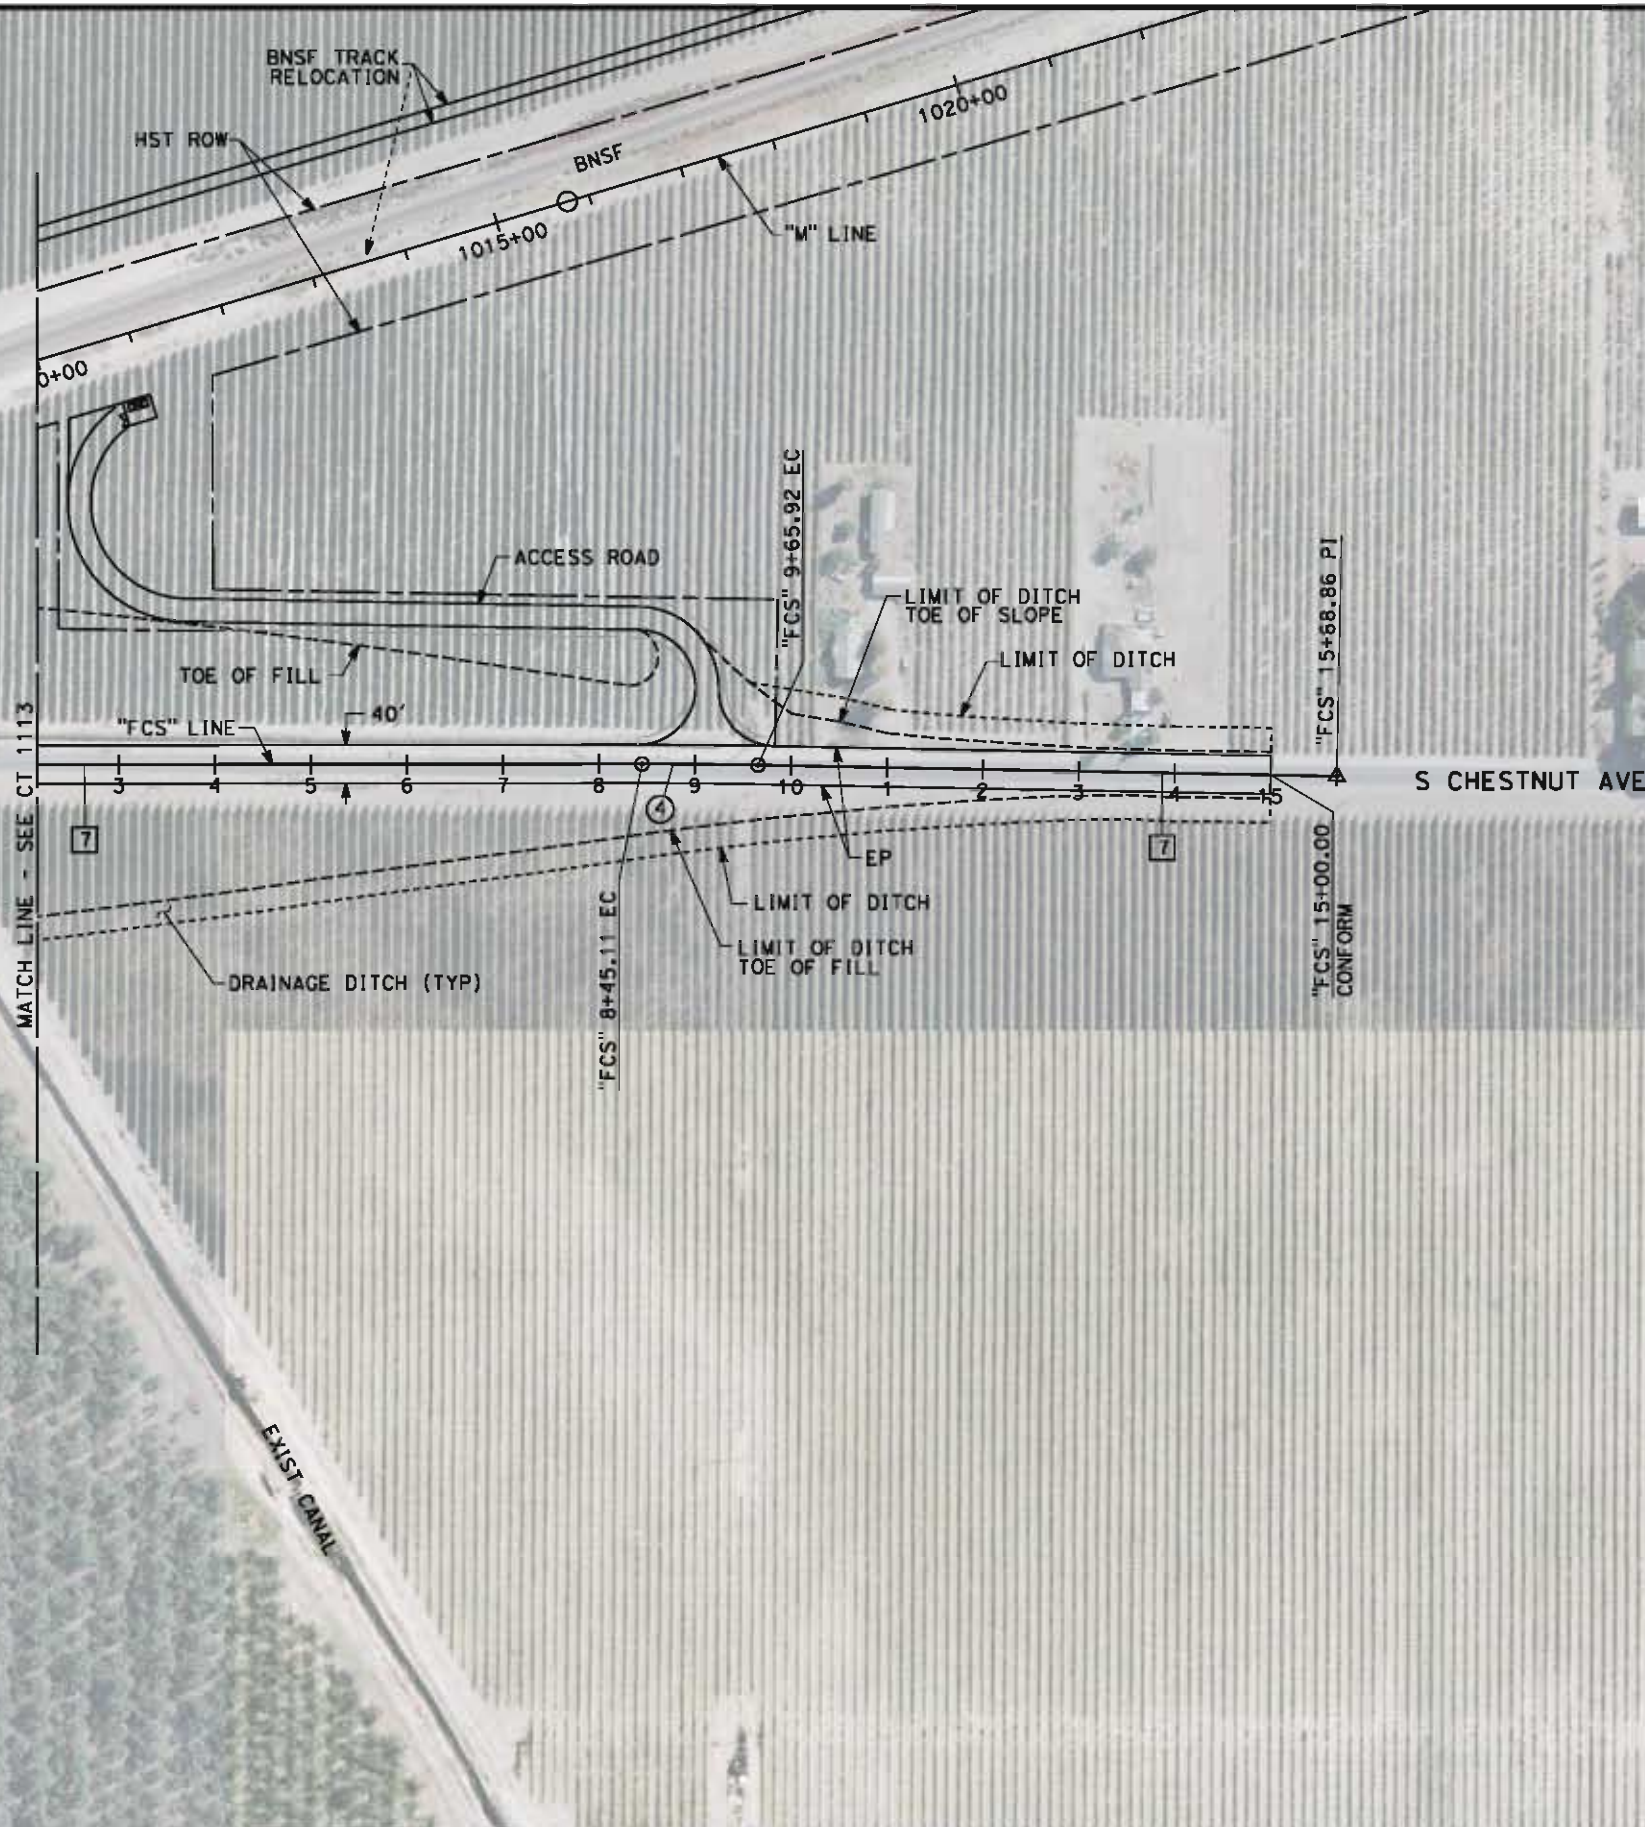 BNSF TRACK
RELOCATION
HST ROW
BNSF
1020+00
1015+00
"M" LINE
0+00
"FCS" 9+65.92 EC
ACCESS ROAD
LIMIT OF DITCH
TOE OF SLOPE
LIMIT OF DITCH
"FCS" 15+68.86 PI
TOE OF FILL
"FCS" LINE
40'
MATCH LINE - SEE CT 1113
3 4 5 6 7 8 9 10 1 2 3 4 15
S CHESTNUT AVE
4
7
7
EP
LIMIT OF DITCH
LIMIT OF DITCH
TOE OF FILL
DRAINAGE DITCH (TYP)
"FCS" 8+45.11 EC
"FCS" 15+00.00
CONFORM
EXIST CANAL